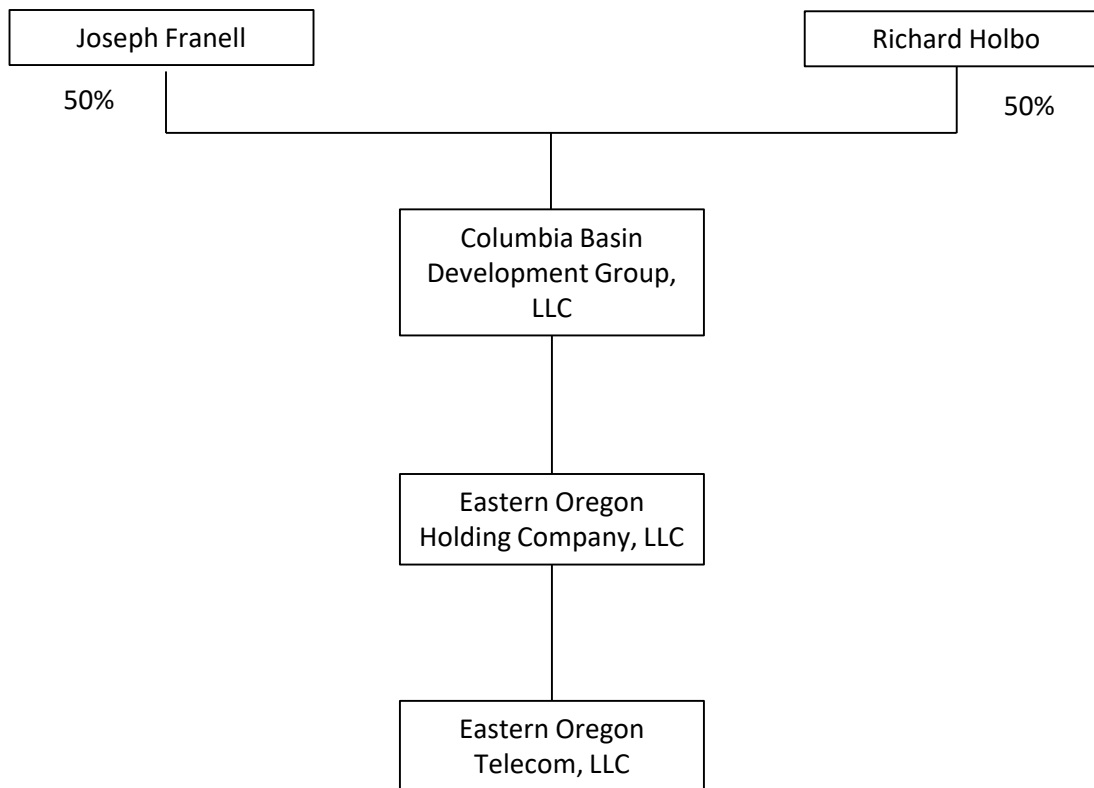 Joseph Franell
Richard Holbo
50%
50%
Columbia Basin
Development Group,
LLC
Eastern Oregon
Holding Company, LLC
Eastern Oregon
Telecom, LLC